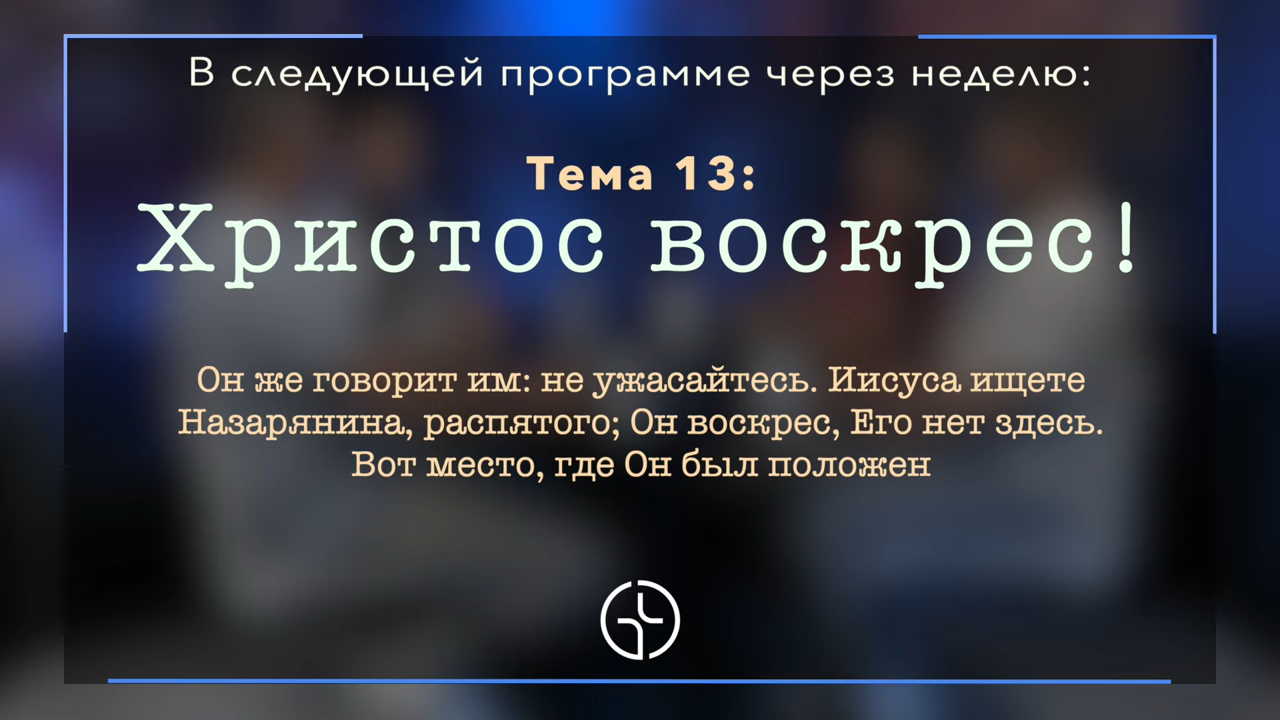 В следующей программе через неделю:
Тема 13:
Христос воскрес!
Он же говорит им: не ужасайтесь. Иисуса ищете
Назарянина, распятого; Он воскрес, Его нет здесь.
Вот место, где Он был положен